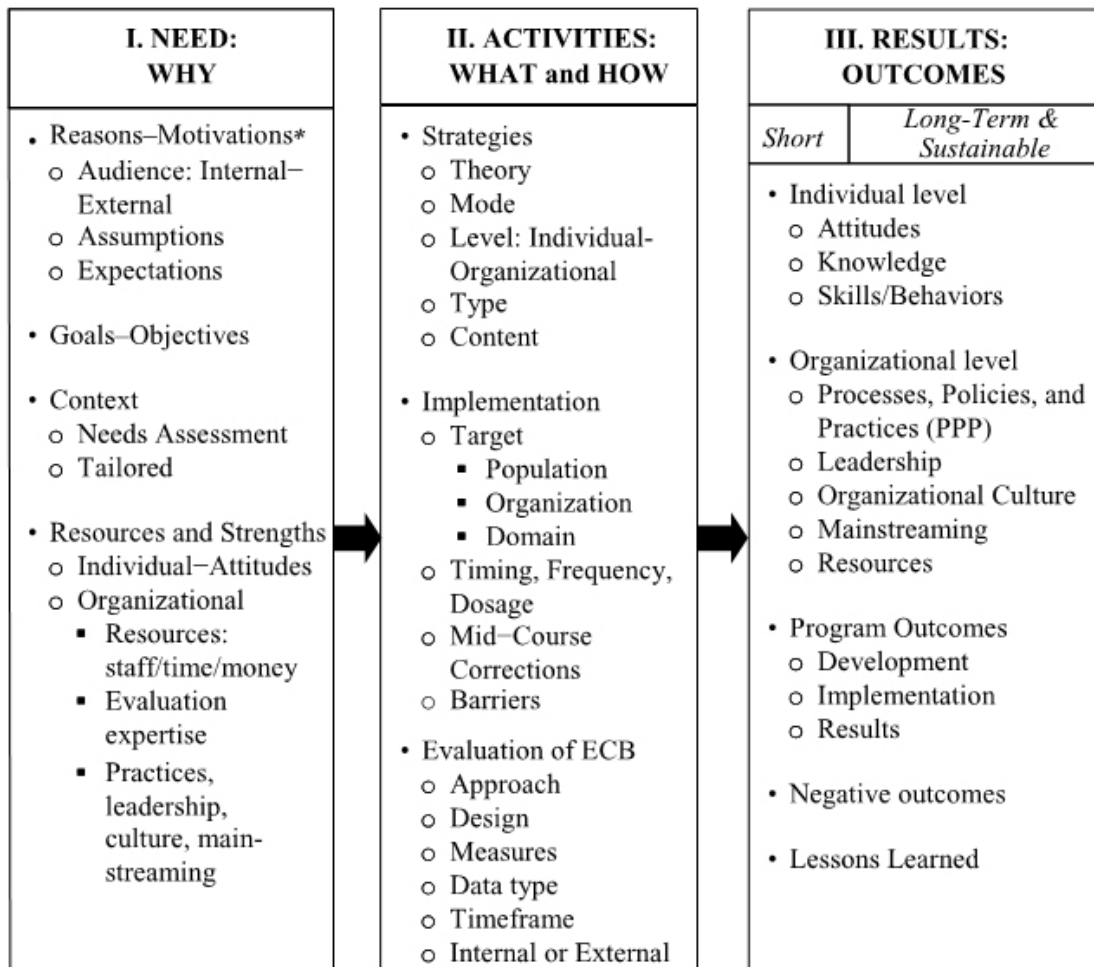 I. NEED:
WHY
• Reasons–Motivations*
o Audience: Internal–
External
o Assumptions
o Expectations
• Goals–Objectives
• Context
o Needs Assessment
o Tailored
• Resources and Strengths
o Individual–Attitudes
o Organizational
▪ Resources:
staff/time/money
▪ Evaluation
expertise
▪ Practices,
leadership,
culture, main-
streaming
II. ACTIVITIES:
WHAT and HOW
• Strategies
o Theory
o Mode
o Level: Individual-
Organizational
o Type
o Content
• Implementation
o Target
▪ Population
▪ Organization
▪ Domain
o Timing, Frequency,
Dosage
o Mid–Course
Corrections
o Barriers
• Evaluation of ECB
o Approach
o Design
o Measures
o Data type
o Timeframe
o Internal or External
III. RESULTS:
OUTCOMES
Short
Long-Term &
Sustainable
• Individual level
o Attitudes
o Knowledge
o Skills/Behaviors
• Organizational level
o Processes, Policies, and
Practices (PPP)
o Leadership
o Organizational Culture
o Mainstreaming
o Resources
• Program Outcomes
o Development
o Implementation
o Results
• Negative outcomes
• Lessons Learned